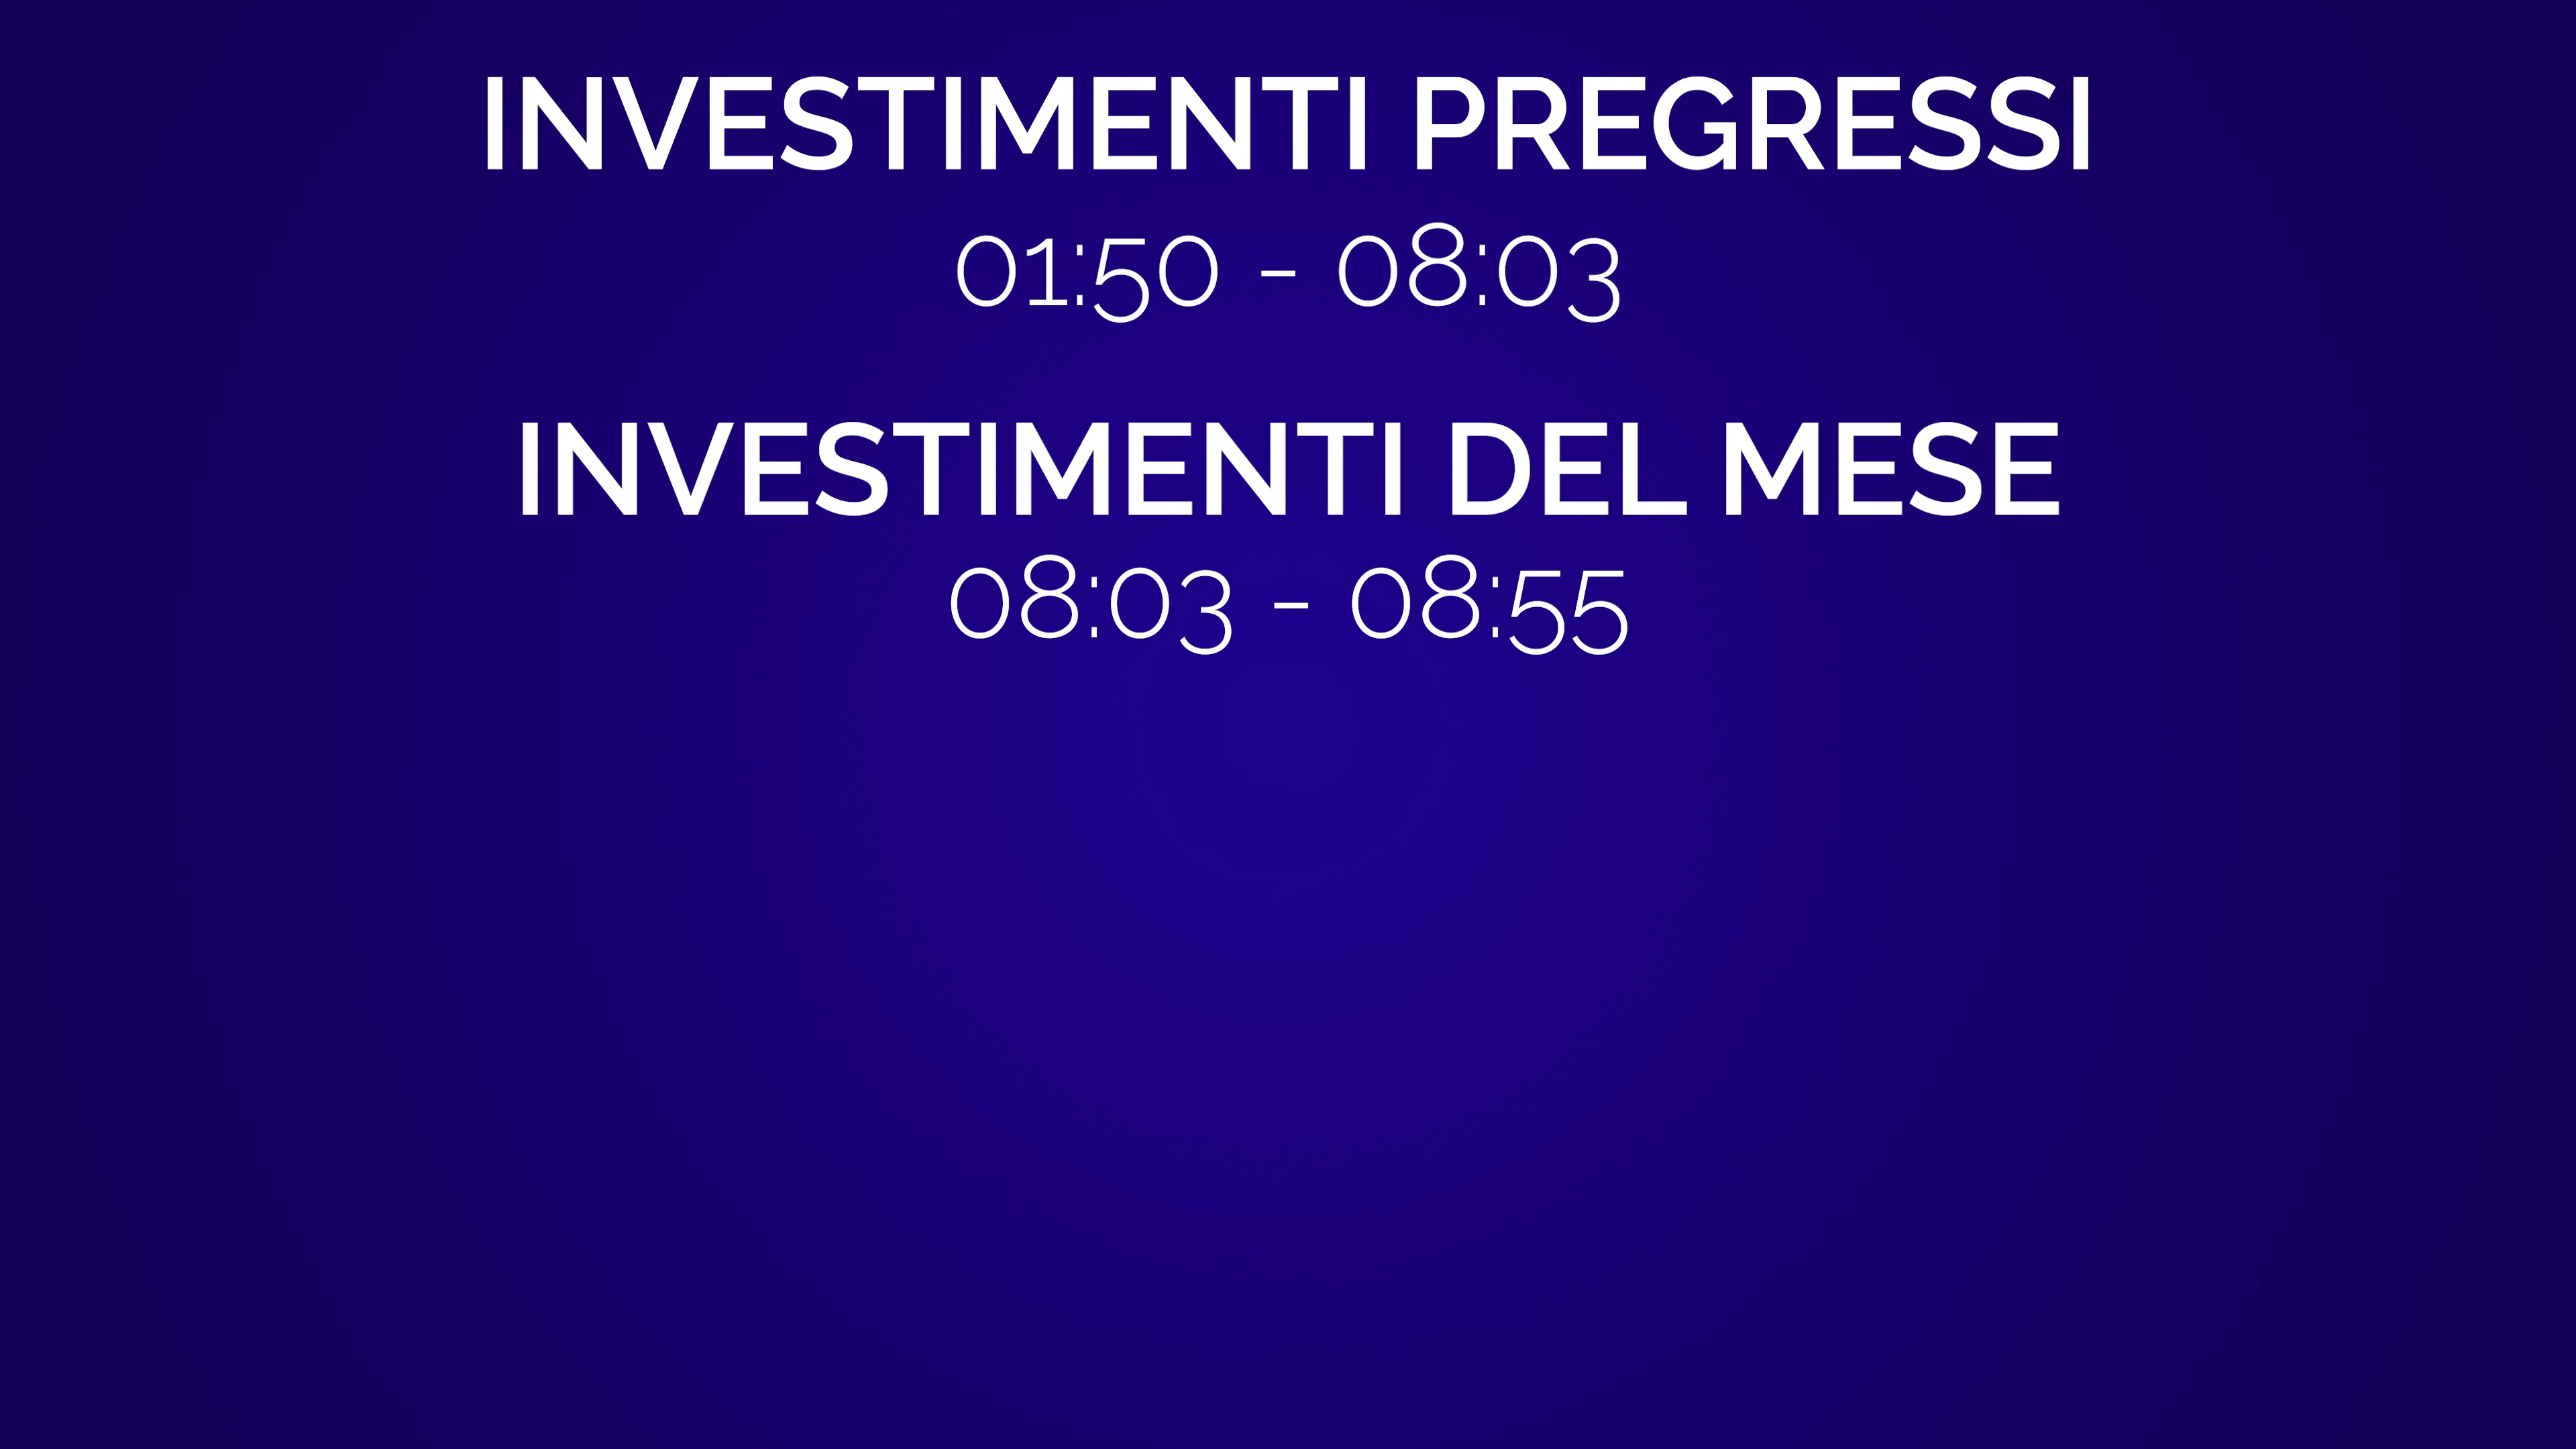 INVESTIMENTI PREGRESSI
01:50 - 08:03
INVESTIMENTI DEL MESE
08:03 - 08:55